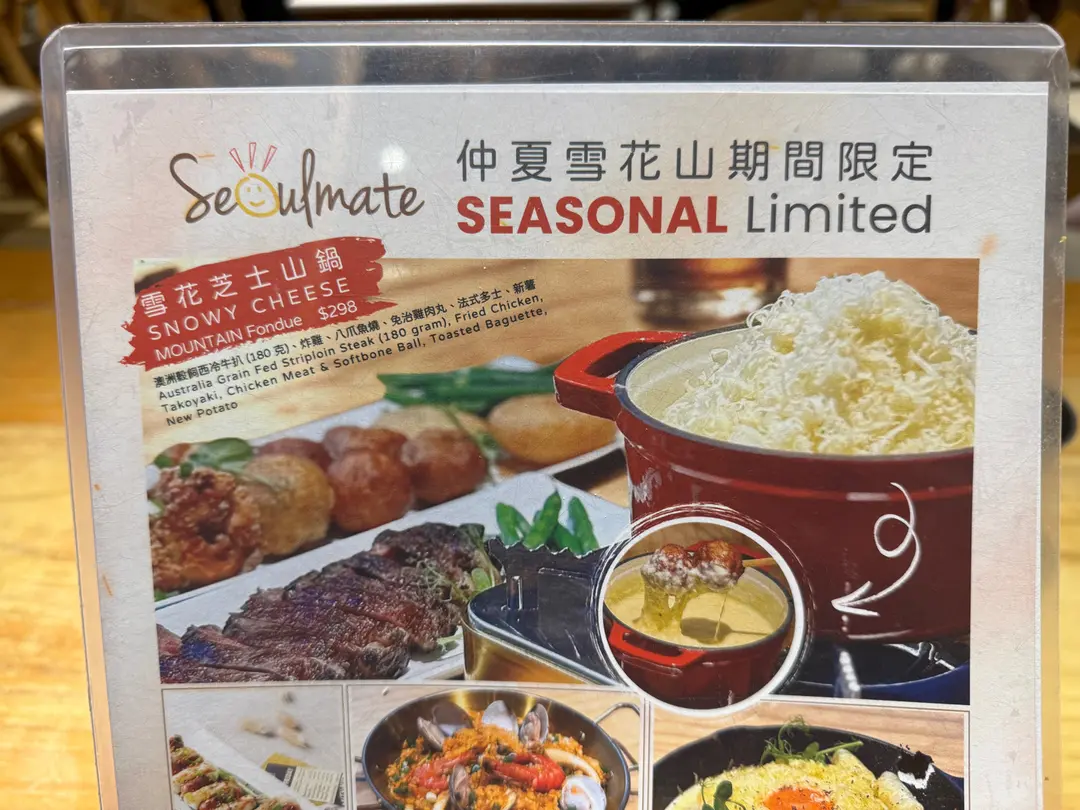 Seoulmate
仲夏雪花山期間限定
SEASONAL Limited
雪花芝士山鍋
SNOWY CHEESE
MOUNTAIN Fondue $298
澳洲穀飼西冷牛扒 (180 克)、炸雞、八爪魚燒、免治雞肉丸、法式多士、新薯
Australia Grain Fed Striploin Steak (180 gram), Fried Chicken,
Takoyaki, Chicken Meat & Softbone Ball, Toasted Baguette,
New Potato